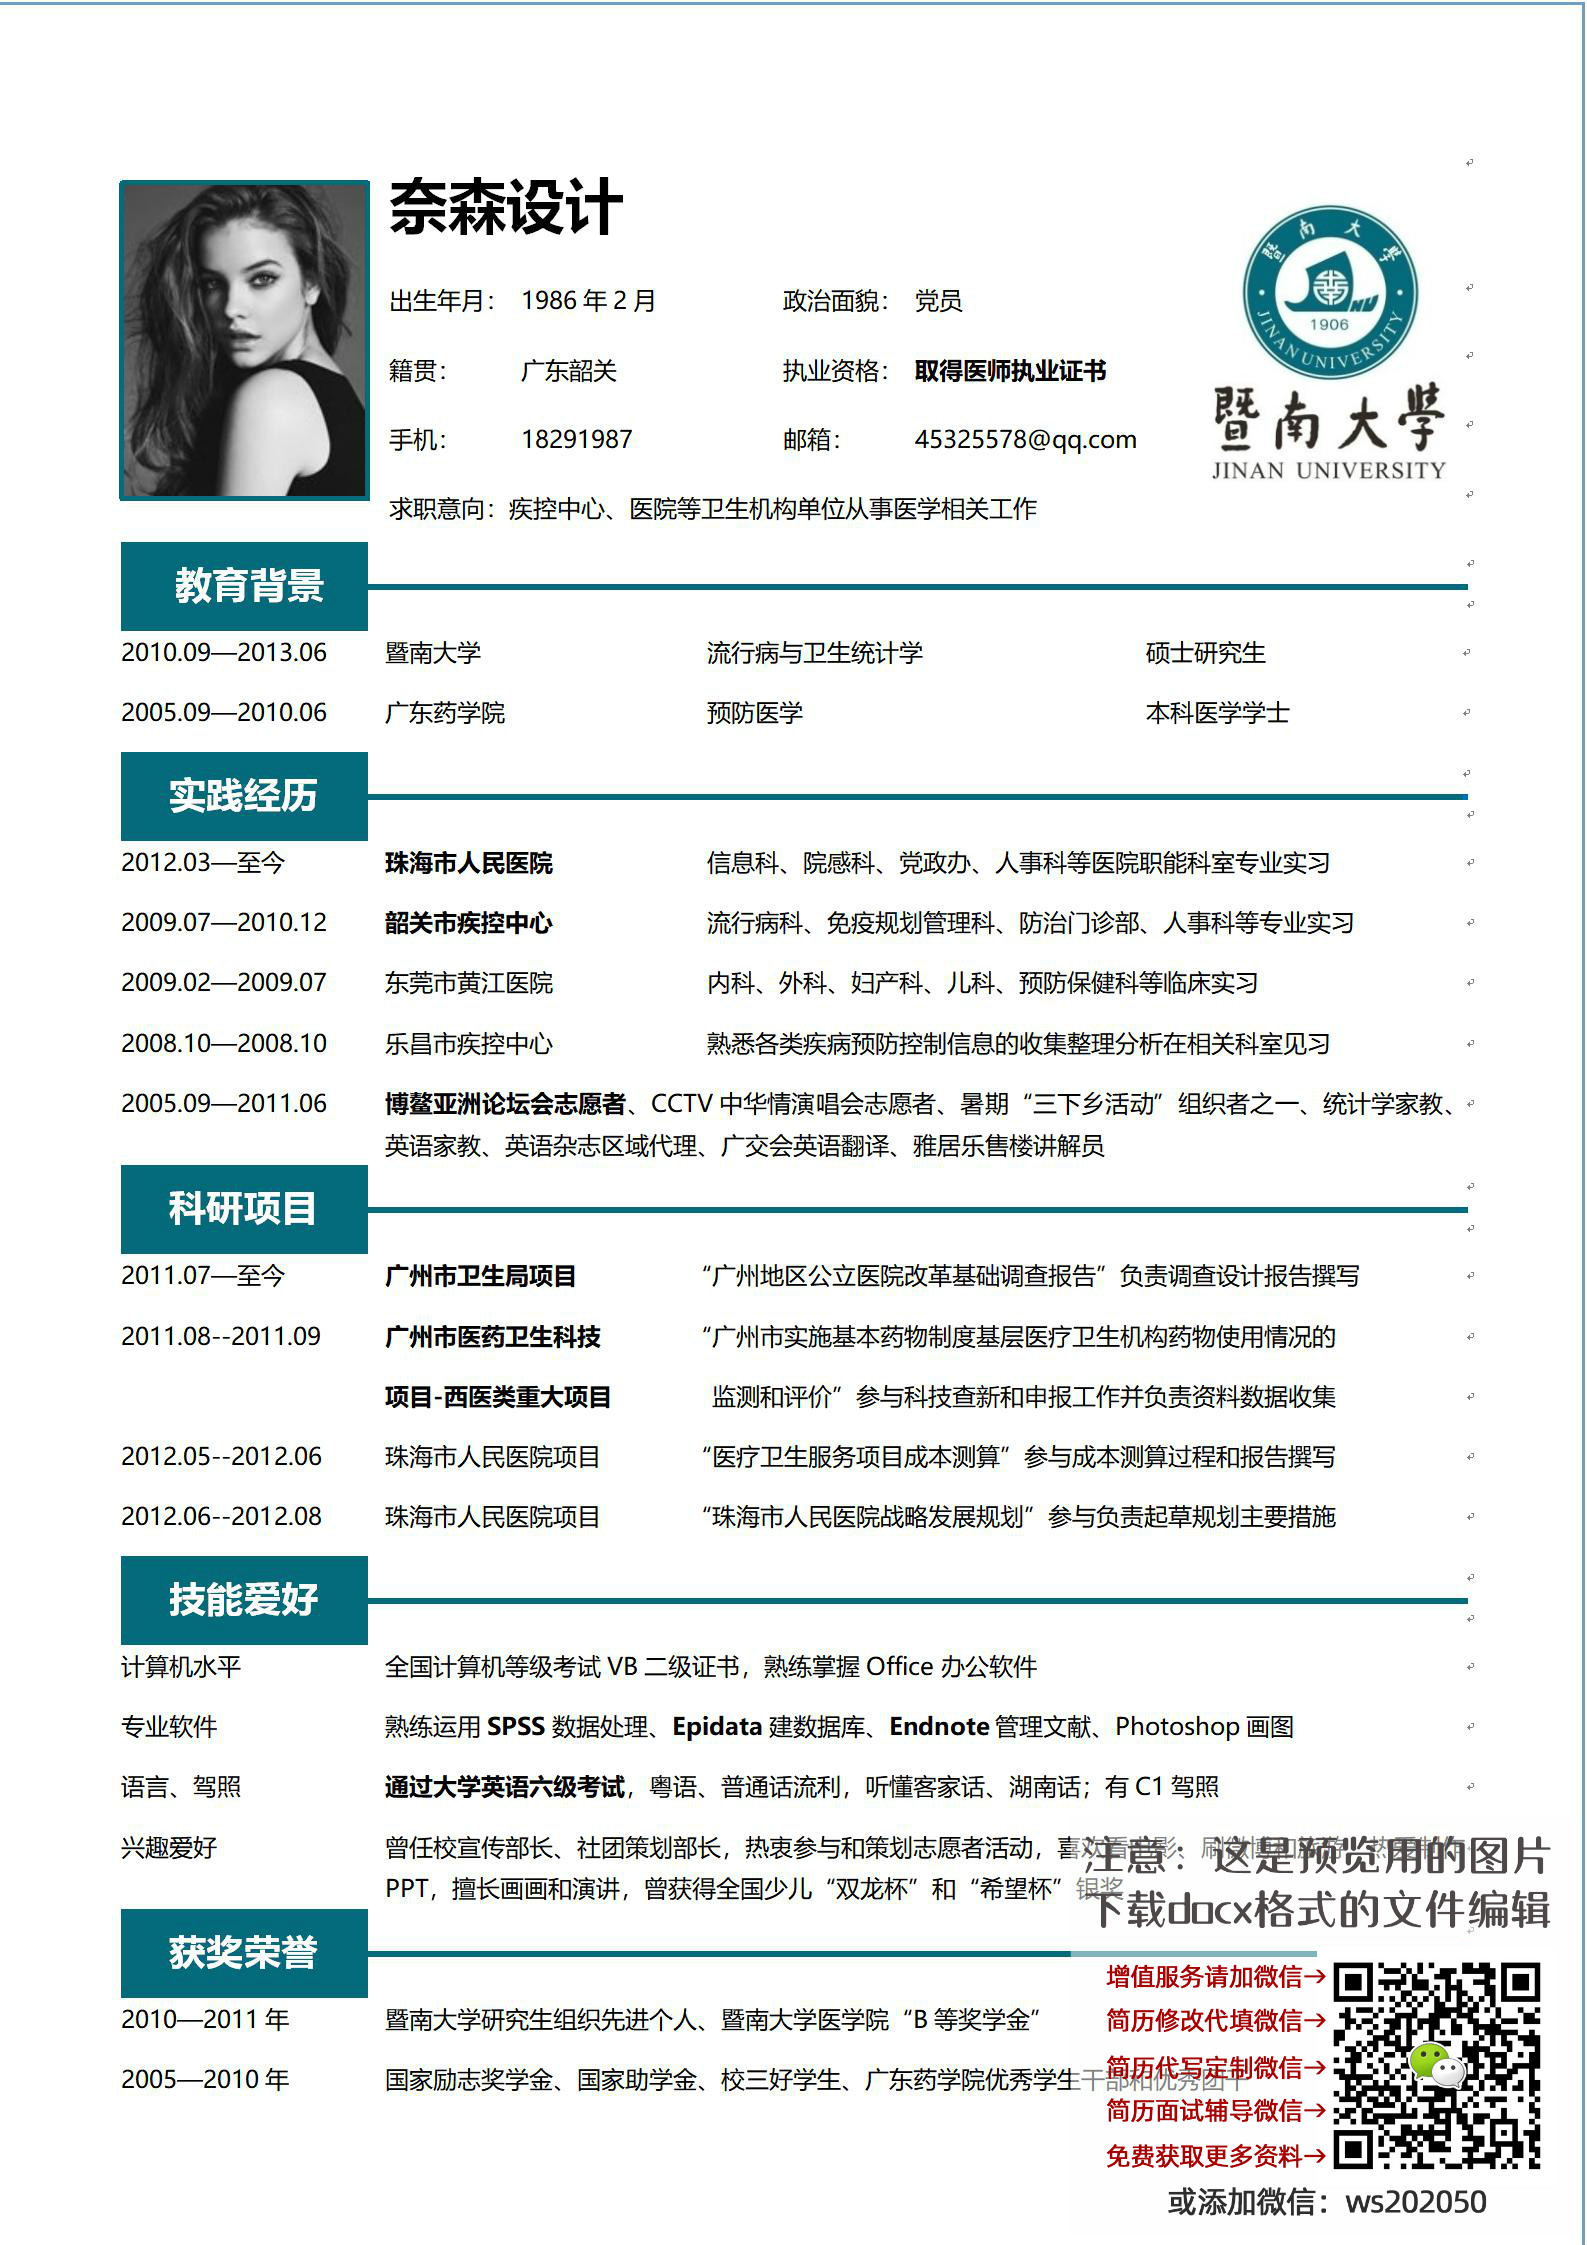 奈森设计
出生年月： 1986 年 2 月 政治面貌： 党员
籍贯： 广东韶关 执业资格： 取得医师执业证书
手机： 18291987 邮箱： 45325578@qq.com
求职意向：疾控中心、医院等卫生机构单位从事医学相关工作
暨南大学
JINAN UNIVERSITY
1906
暨南大学
JINAN UNIVERSITY
教育背景
2010.09—2013.06 暨南大学 流行病与卫生统计学 硕士研究生
2005.09—2010.06 广东药学院 预防医学 本科医学学士
实践经历
2012.03—至今 珠海市人民医院 信息科、院感科、党政办、人事科等医院职能科室专业实习
2009.07—2010.12 韶关市疾控中心 流行病科、免疫规划管理科、防治门诊部、人事科等专业实习
2009.02—2009.07 东莞市黄江医院 内科、外科、妇产科、儿科、预防保健科等临床实习
2008.10—2008.10 乐昌市疾控中心 熟悉各类疾病预防控制信息的收集整理分析在相关科室见习
2005.09—2011.06 博鳌亚洲论坛会志愿者、CCTV 中华情演唱会志愿者、暑期“三下乡活动”组织者之一、统计学家教、
英语家教、英语杂志区域代理、广交会英语翻译、雅居乐售楼讲解员
科研项目
2011.07—至今 广州市卫生局项目 “广州地区公立医院改革基础调查报告”负责调查设计报告撰写
2011.08--2011.09 广州市医药卫生科技 “广州市实施基本药物制度基层医疗卫生机构药物使用情况的
项目-西医类重大项目 监测和评价”参与科技查新和申报工作并负责资料数据收集
2012.05--2012.06 珠海市人民医院项目 “医疗卫生服务项目成本测算”参与成本测算过程和报告撰写
2012.06--2012.08 珠海市人民医院项目 “珠海市人民医院战略发展规划”参与负责起草规划主要措施
技能爱好
计算机水平 全国计算机等级考试 VB 二级证书，熟练掌握 Office 办公软件
专业软件 熟练运用 SPSS 数据处理、Epidata 建数据库、Endnote 管理文献、Photoshop 画图
语言、驾照 通过大学英语六级考试，粤语、普通话流利，听懂客家话、湖南话；有 C1 驾照
兴趣爱好 曾任校宣传部长、社团策划部长，热衷参与和策划志愿者活动，喜欢看电影、刷微博和旅游，热爱制作
PPT，擅长画画和演讲，曾获得全国少儿“双龙杯”和“希望杯”银奖
注意：这是预览用的图片
下载docx格式的文件编辑
获奖荣誉
2010—2011 年 暨南大学研究生组织先进个人、暨南大学医学院“B 等奖学金”
2005—2010 年 国家励志奖学金、国家助学金、校三好学生、广东药学院优秀学生干部和优秀团干
增值服务请加微信→
简历修改代填微信→
简历代写定制微信→
简历面试辅导微信→
免费获取更多资料→
或添加微信：ws202050